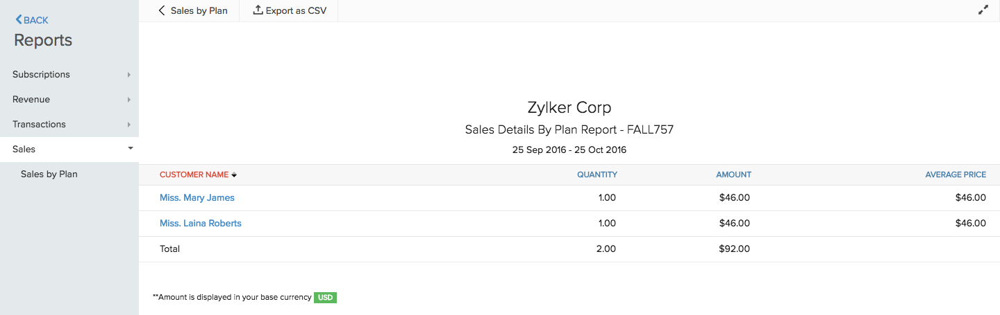 BACK
Reports
Subscriptions
Revenue
Transactions
Sales
Sales by Plan
Sales by Plan Export as CSV
Zylker Corp
Sales Details By Plan Report - FALL757
25 Sep 2016 - 25 Oct 2016
CUSTOMER NAME QUANTITY AMOUNT AVERAGE PRICE
Miss. Mary James 1.00 $46.00 $46.00
Miss. Laina Roberts 1.00 $46.00 $46.00
Total 2.00 $92.00
**Amount is displayed in your base currency USD